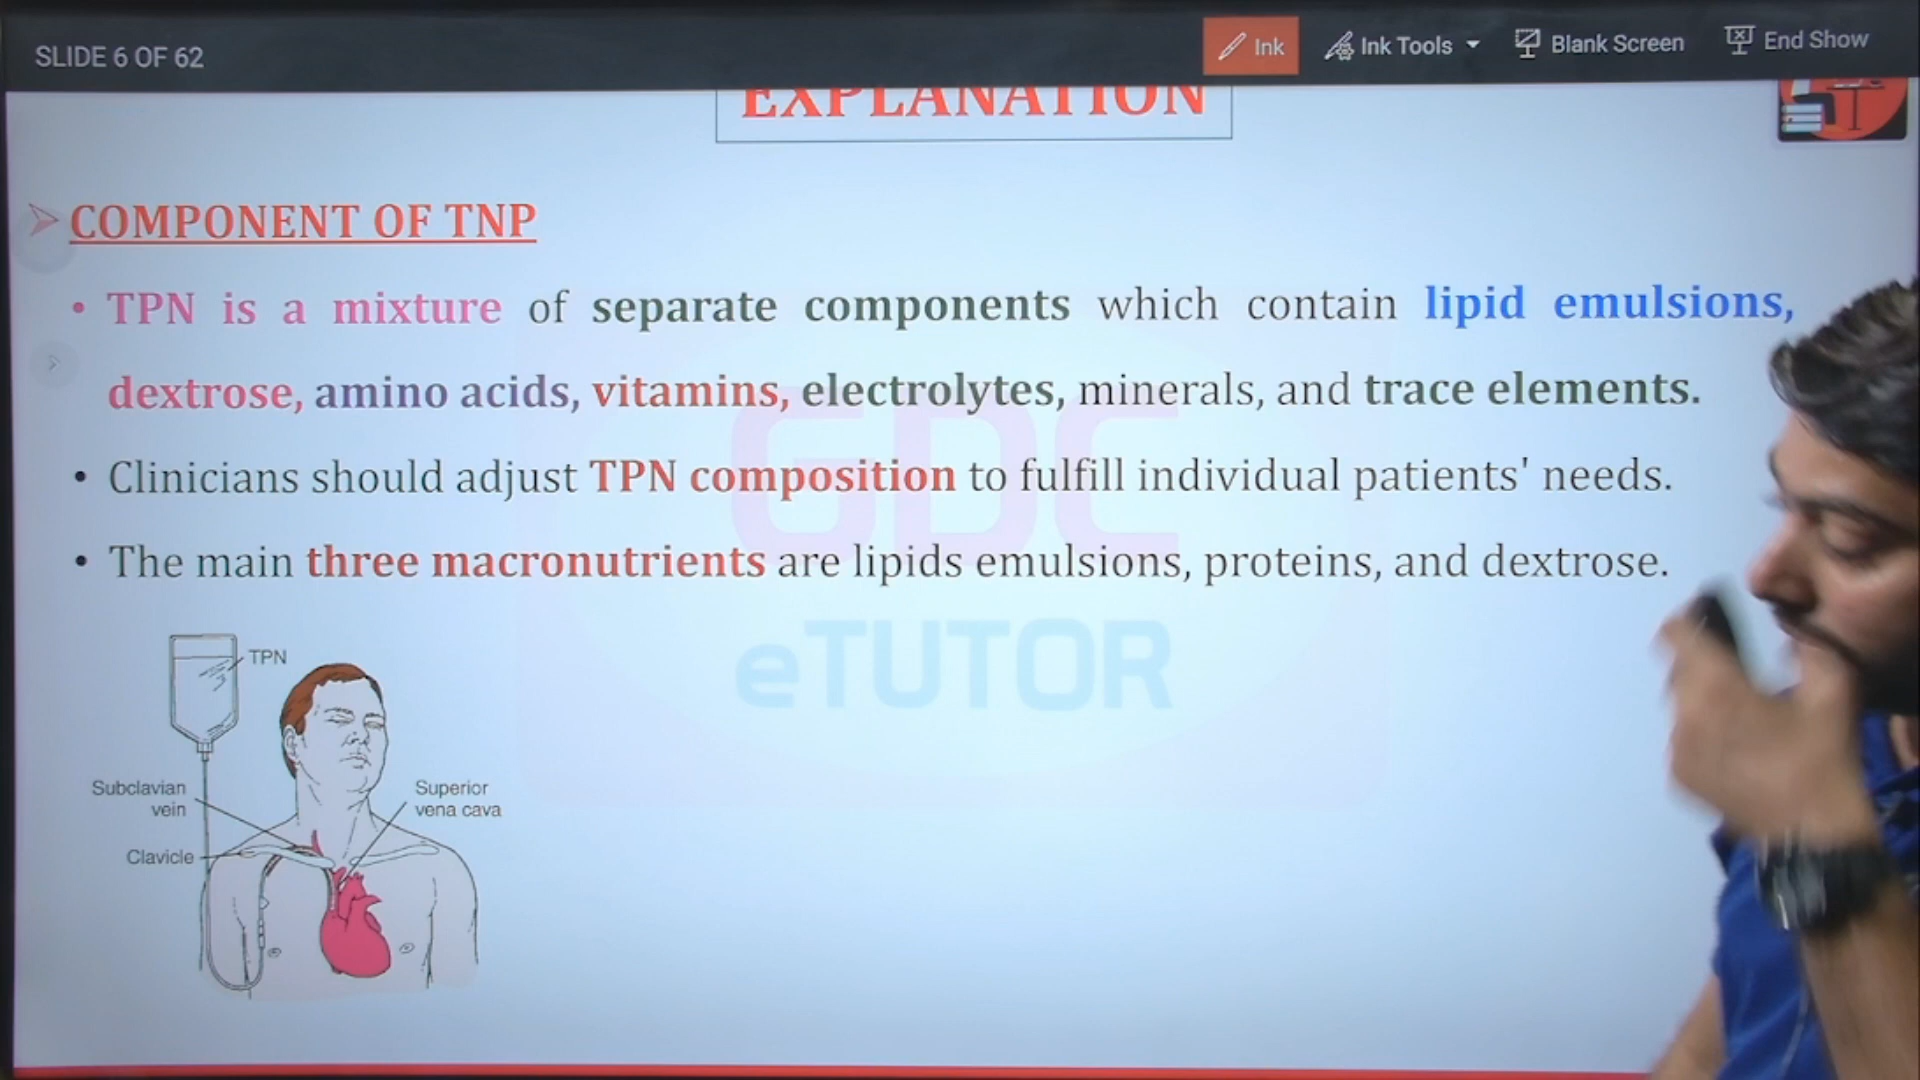 SLIDE 6 OF 62
Ink
Ink Tools
Blank Screen
End Show
EXPLANATION
COMPONENT OF TNP
• TPN is a mixture of separate components which contain lipid emulsions,
dextrose, amino acids, vitamins, electrolytes, minerals, and trace elements.
• Clinicians should adjust TPN composition to fulfill individual patients' needs.
• The main three macronutrients are lipids emulsions, proteins, and dextrose.
GDC
eTUTOR
TPN
Subclavian
vein
Superior
vena cava
Clavicle